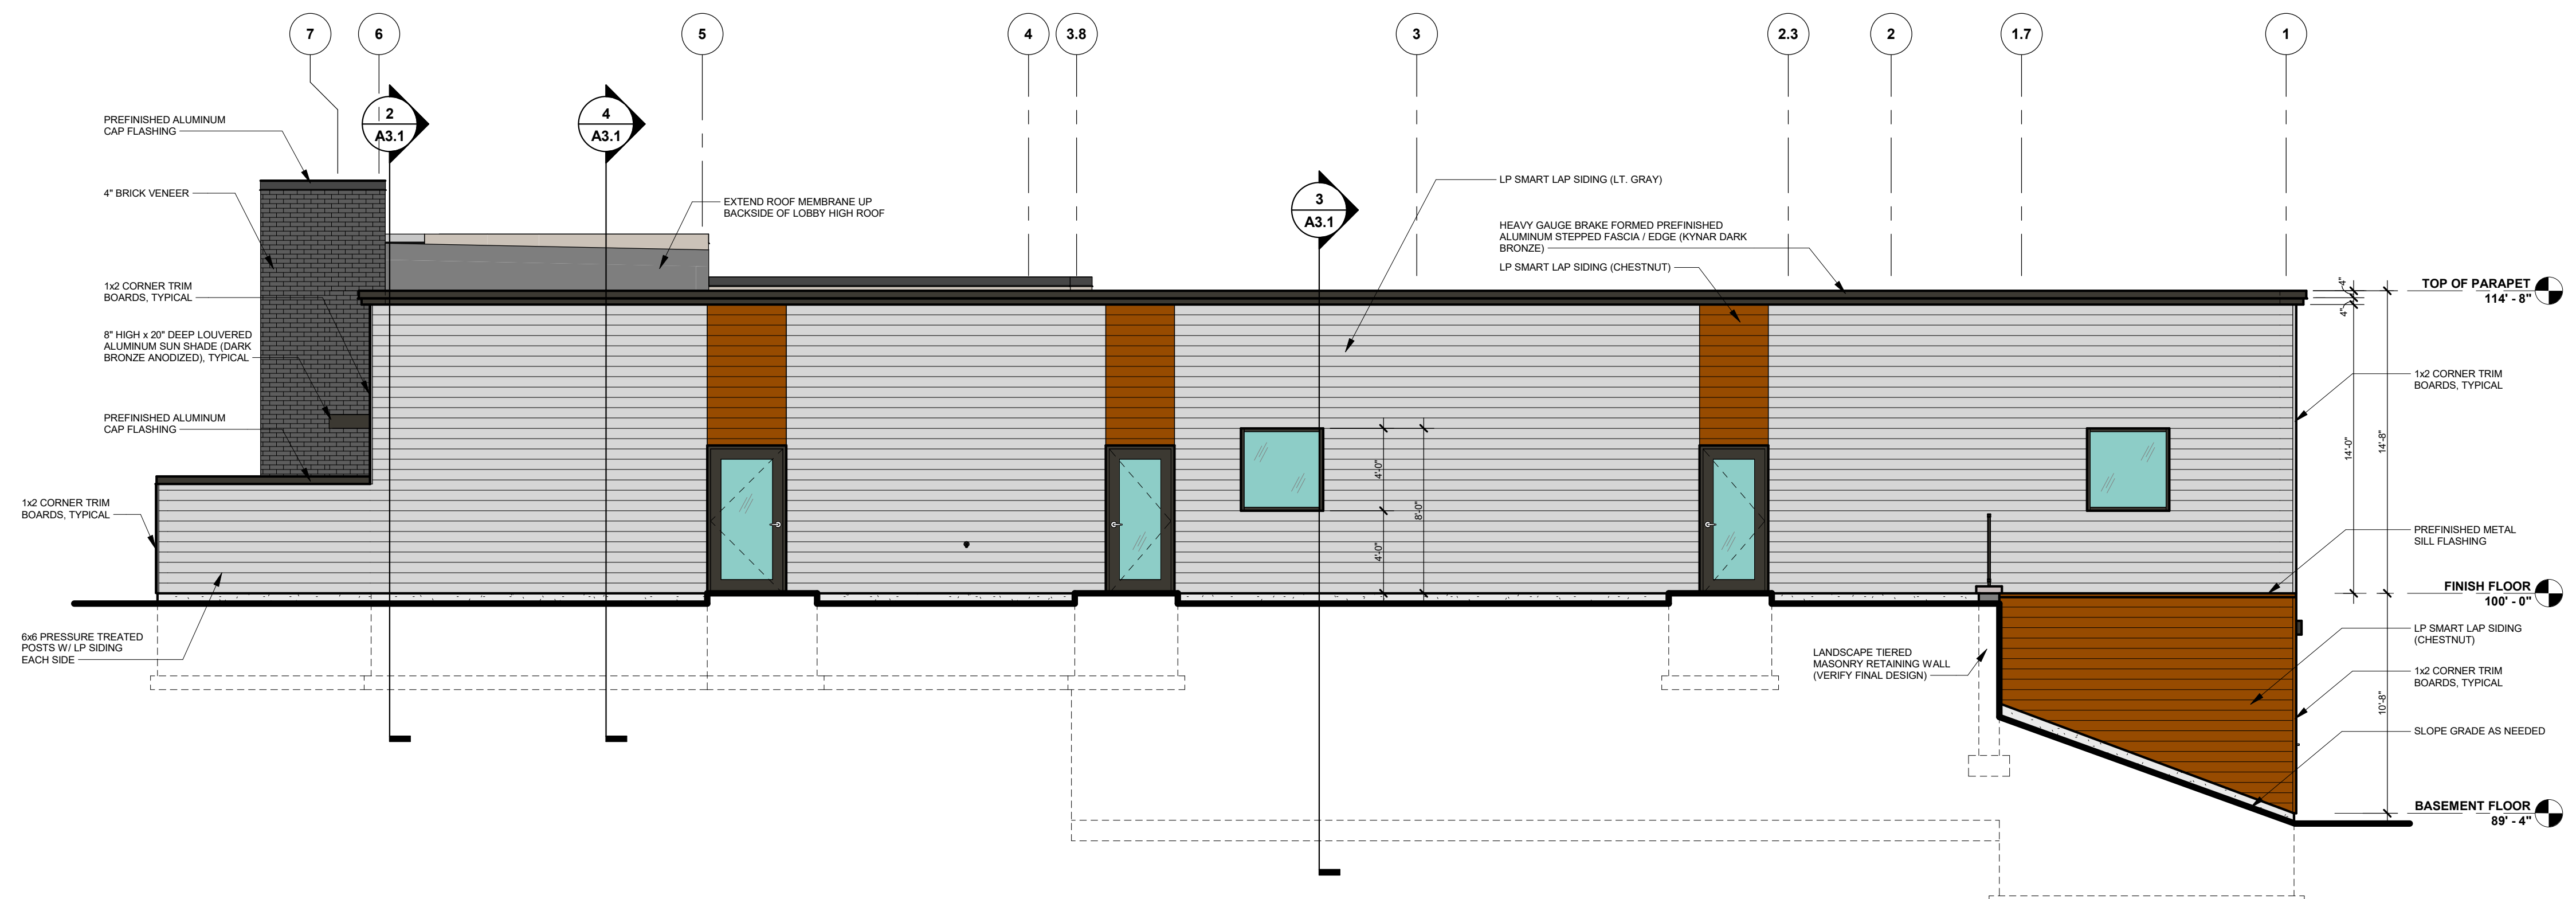 7
6
5
4
3.8
3
2.3
2
1.7
1
2
A3.1
4
A3.1
3
A3.1
PREFINISHED ALUMINUM
CAP FLASHING
4" BRICK VENEER
1x2 CORNER TRIM
BOARDS, TYPICAL
8" HIGH x 20" DEEP LOUVERED
ALUMINUM SUN SHADE (DARK
BRONZE ANODIZED), TYPICAL
PREFINISHED ALUMINUM
CAP FLASHING
1x2 CORNER TRIM
BOARDS, TYPICAL
6x6 PRESSURE TREATED
POSTS W/ LP SIDING
EACH SIDE
EXTEND ROOF MEMBRANE UP
BACKSIDE OF LOBBY HIGH ROOF
LP SMART LAP SIDING (LT. GRAY)
HEAVY GAUGE BRAKE FORMED PREFINISHED
ALUMINUM STEPPED FASCIA / EDGE (KYNAR DARK
BRONZE)
LP SMART LAP SIDING (CHESTNUT)
4'-0"
4'-0"
8'-0"
LANDSCAPE TIERED
MASONRY RETAINING WALL
(VERIFY FINAL DESIGN)
4"
4"
14'-0"
14'-8"
10'-8"
TOP OF PARAPET
114' - 8"
1x2 CORNER TRIM
BOARDS, TYPICAL
PREFINISHED METAL
SILL FLASHING
FINISH FLOOR
100' - 0"
LP SMART LAP SIDING
(CHESTNUT)
1x2 CORNER TRIM
BOARDS, TYPICAL
SLOPE GRADE AS NEEDED
BASEMENT FLOOR
89' - 4"